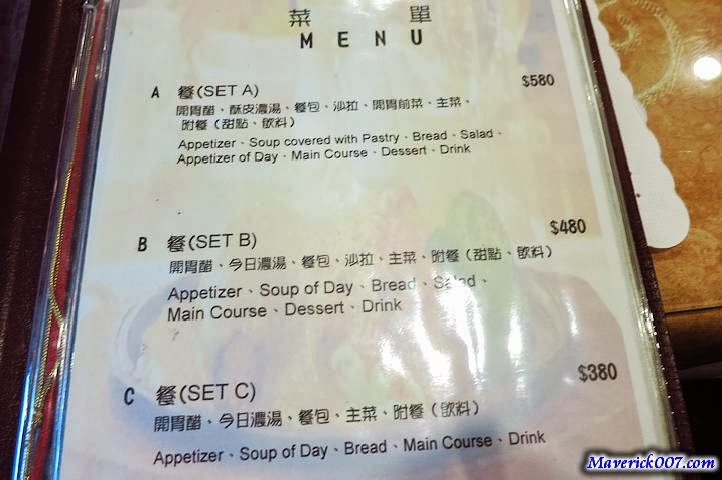 菜 單
MENU
A 餐(SET A) $580
開胃醋、酥皮濃湯、餐包、沙拉、開胃前菜、主菜、
附餐(甜點、飲料)
Appetizer、Soup covered with Pastry、Bread、Salad、
Appetizer of Day、Main Course、Dessert、Drink
B 餐(SET B) $480
開胃醋、今日濃湯、餐包、沙拉、主菜、附餐(甜點、飲料)
Appetizer、Soup of Day、Bread、Salad、
Main Course、Dessert、Drink
C 餐(SET C) $380
開胃醋、今日濃湯、餐包、主菜、附餐(飲料)
Appetizer、Soup of Day、Bread、Main Course、Drink
Maverick007.com